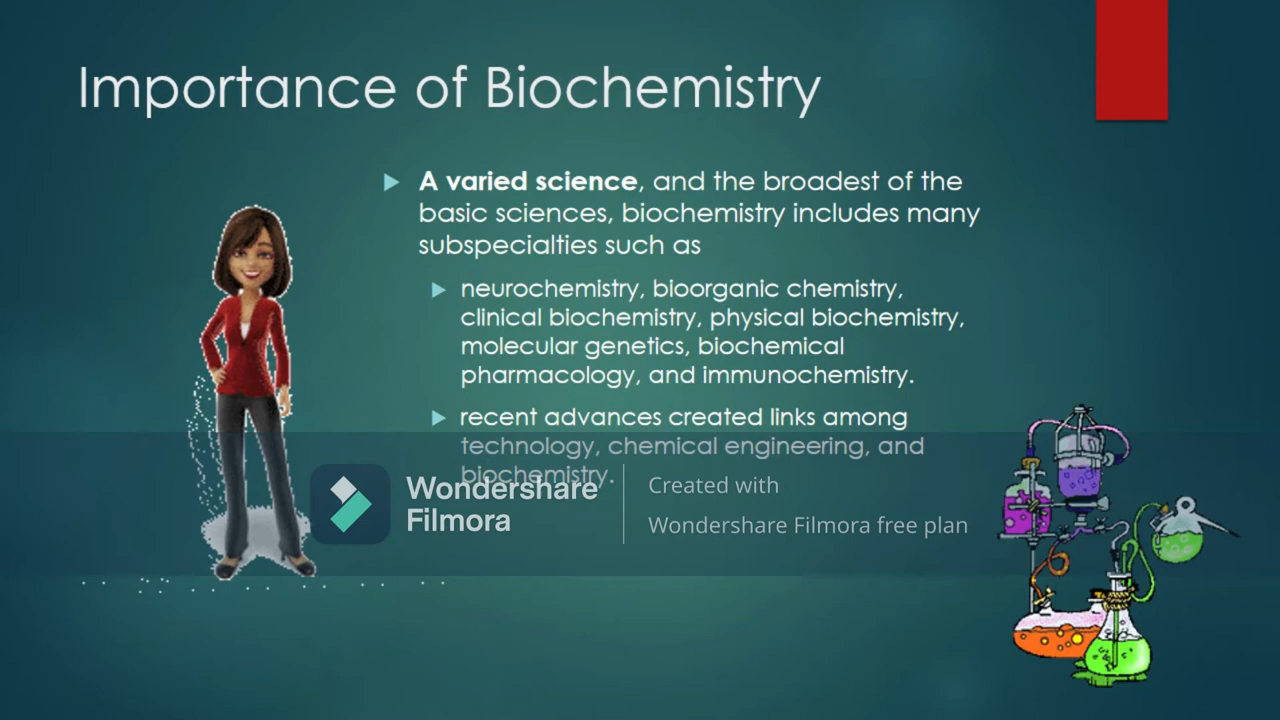 Importance of Biochemistry
A varied science, and the broadest of the
basic sciences, biochemistry includes many
subspecialties such as
neurochemistry, bioorganic chemistry,
clinical biochemistry, physical biochemistry,
molecular genetics, biochemical
pharmacology, and immunochemistry.
recent advances created links among
technology, chemical engineering, and
biochemistry.
Wondershare
Filmora
Created with
Wondershare Filmora free plan